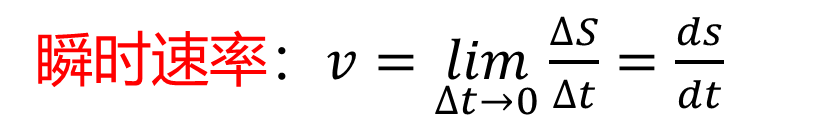 瞬时速率：v = lim_{Δt→0} ΔS/Δt = ds/dt